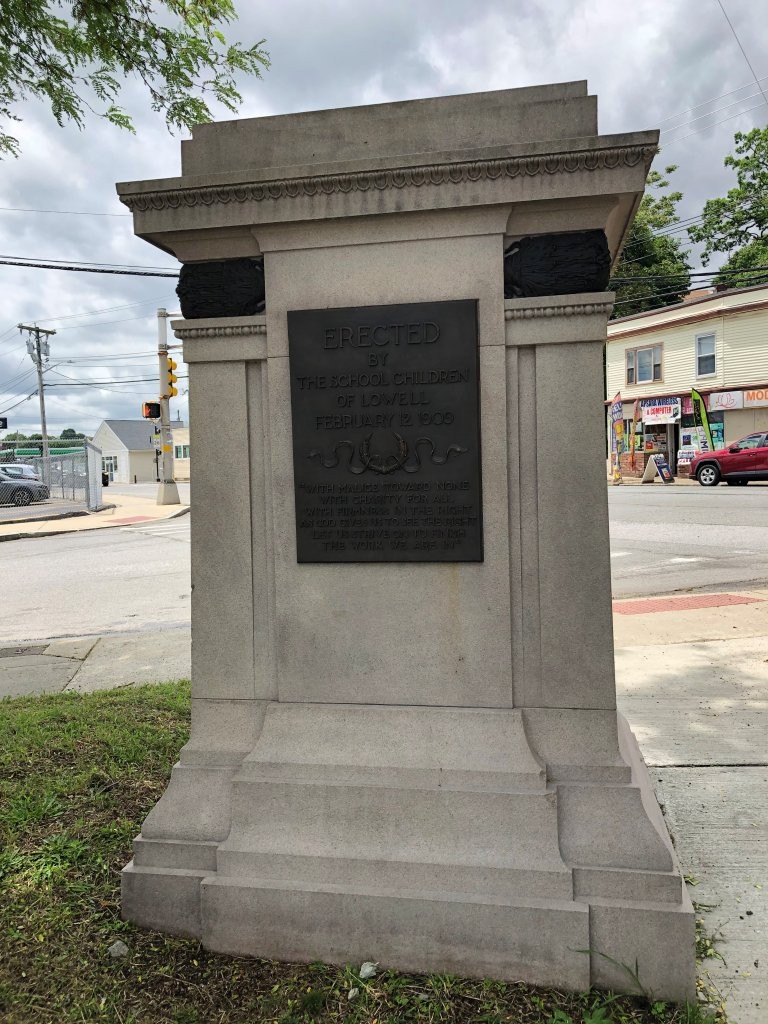 ERECTED
BY
THE SCHOOL CHILDREN
OF LOWELL
FEBRUARY 12 1909
"WITH MALICE TOWARD NONE
WITH CHARITY FOR ALL
WITH FIRMNESS IN THE RIGHT
AS GOD GIVES US TO SEE THE RIGHT
LET US STRIVE ON TO FINISH
THE WORK WE ARE IN"
& COMPUTER
MOD